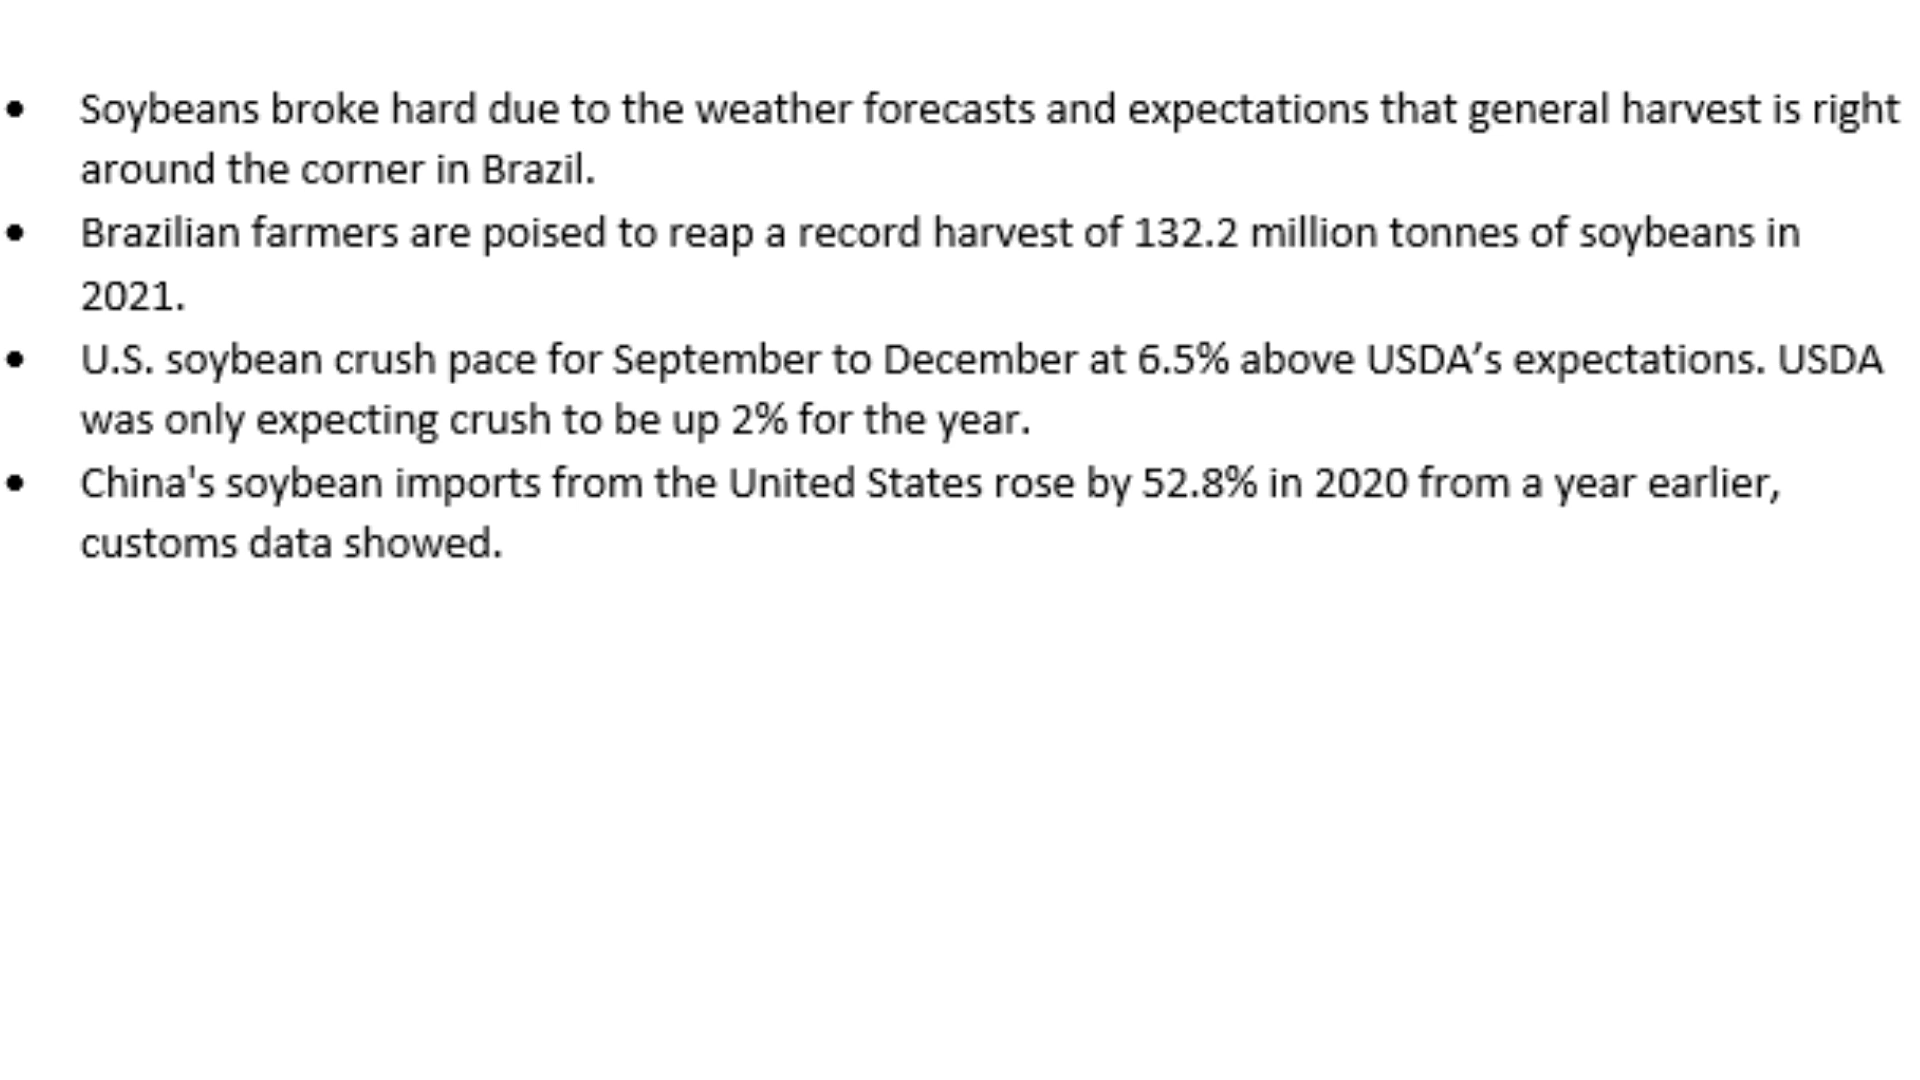 • Soybeans broke hard due to the weather forecasts and expectations that general harvest is right
around the corner in Brazil.
• Brazilian farmers are poised to reap a record harvest of 132.2 million tonnes of soybeans in
2021.
• U.S. soybean crush pace for September to December at 6.5% above USDA’s expectations. USDA
was only expecting crush to be up 2% for the year.
• China's soybean imports from the United States rose by 52.8% in 2020 from a year earlier,
customs data showed.